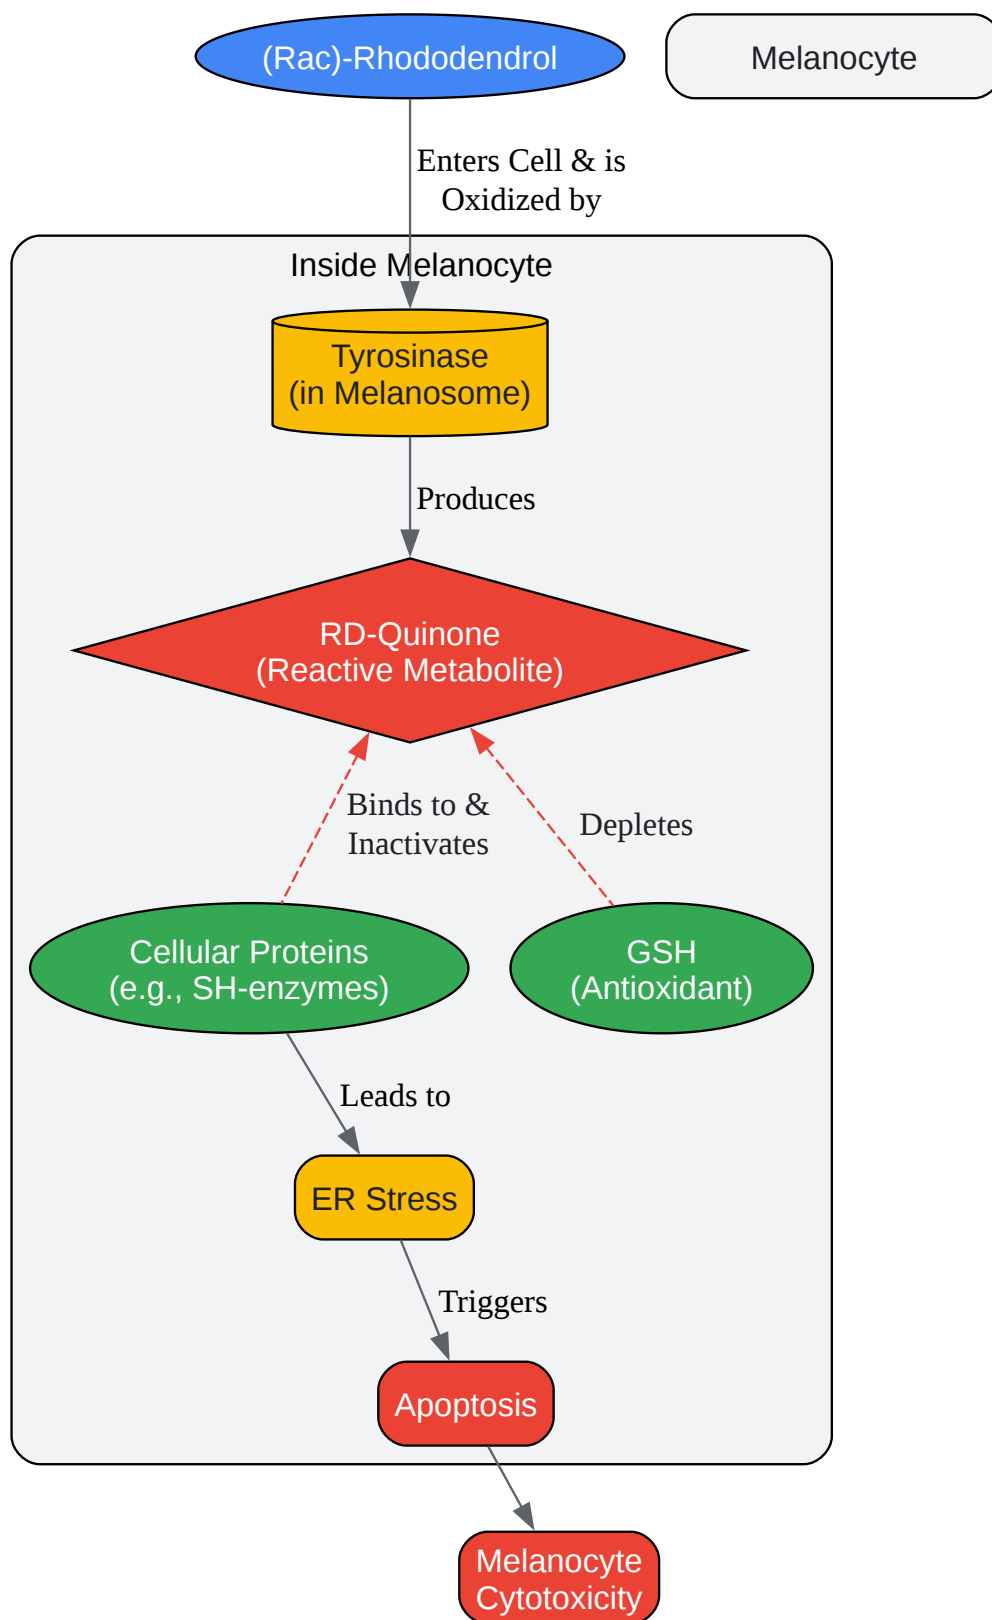 (Rac)-Rhododendrol
Melanocyte
Enters Cell & is
Oxidized by
Inside Melanocyte
Tyrosinase
(in Melanosome)
Produces
RD-Quinone
(Reactive Metabolite)
Binds to &
Inactivates
Depletes
Cellular Proteins
(e.g., SH-enzymes)
GSH
(Antioxidant)
Leads to
ER Stress
Triggers
Apoptosis
Melanocyte
Cytotoxicity